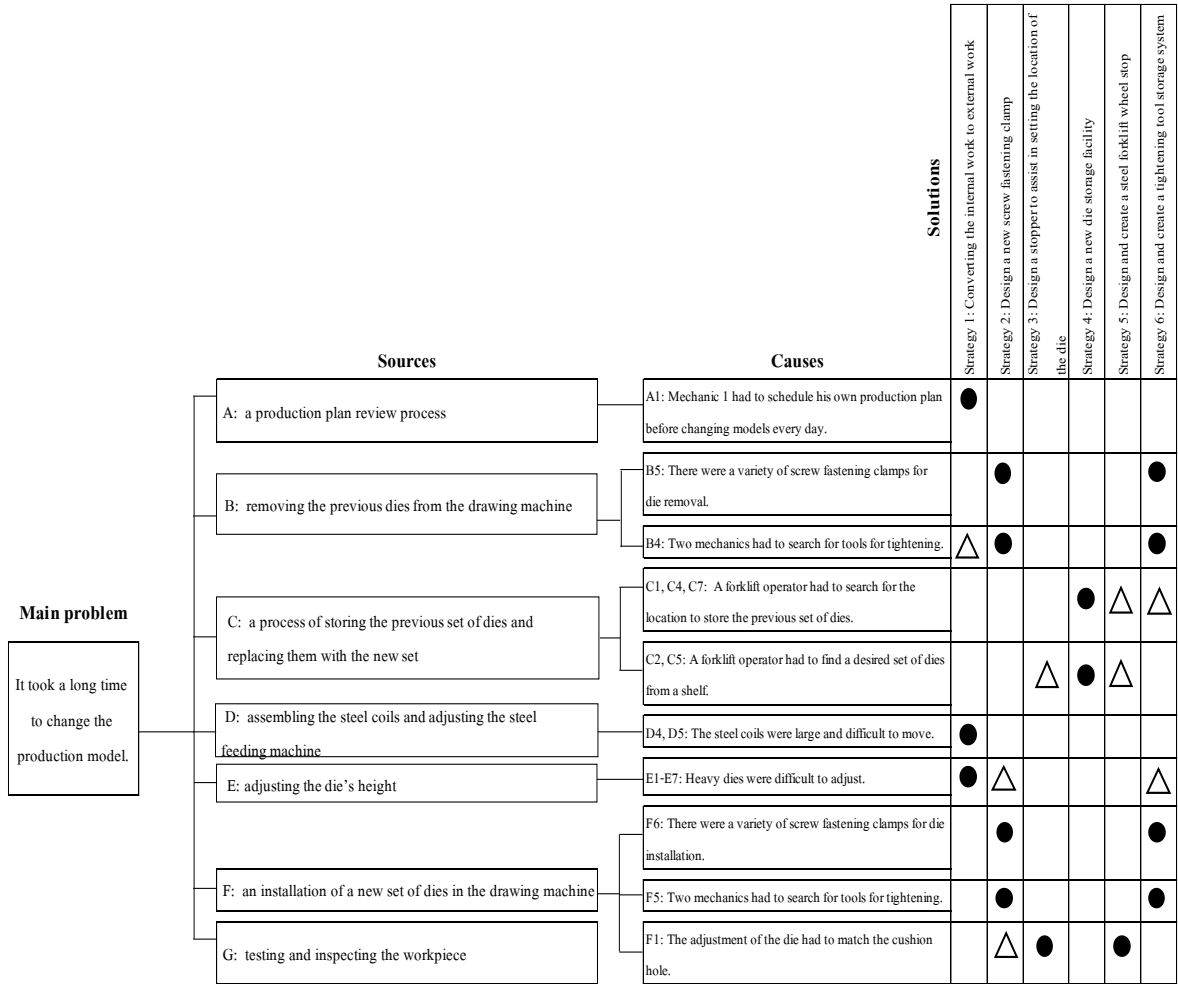 Solutions
Strategy 1: Converting the internal work to external work
Strategy 2: Design a new screw fastening clamp
Strategy 3: Design a stopper to assist in setting the location of
the die
Strategy 4: Design a new die storage facility
Strategy 5: Design and create a steel forklift wheel stop
Strategy 6: Design and create a tightening tool storage system
Sources
Causes
A: a production plan review process
A1: Mechanic 1 had to schedule his own production plan
before changing models every day.
B: removing the previous dies from the drawing machine
B5: There were a variety of screw fastening clamps for
die removal.
B4: Two mechanics had to search for tools for tightening.
Main problem
It took a long time
to change the
production model.
C: a process of storing the previous set of dies and
replacing them with the new set
C1, C4, C7: A forklift operator had to search for the
location to store the previous set of dies.
C2, C5: A forklift operator had to find a desired set of dies
from a shelf.
D: assembling the steel coils and adjusting the steel
feeding machine
D4, D5: The steel coils were large and difficult to move.
E: adjusting the die's height
E1-E7: Heavy dies were difficult to adjust.
F: an installation of a new set of dies in the drawing machine
F6: There were a variety of screw fastening clamps for die
installation.
F5: Two mechanics had to search for tools for tightening.
G: testing and inspecting the workpiece
F1: The adjustment of the die had to match the cushion
hole.